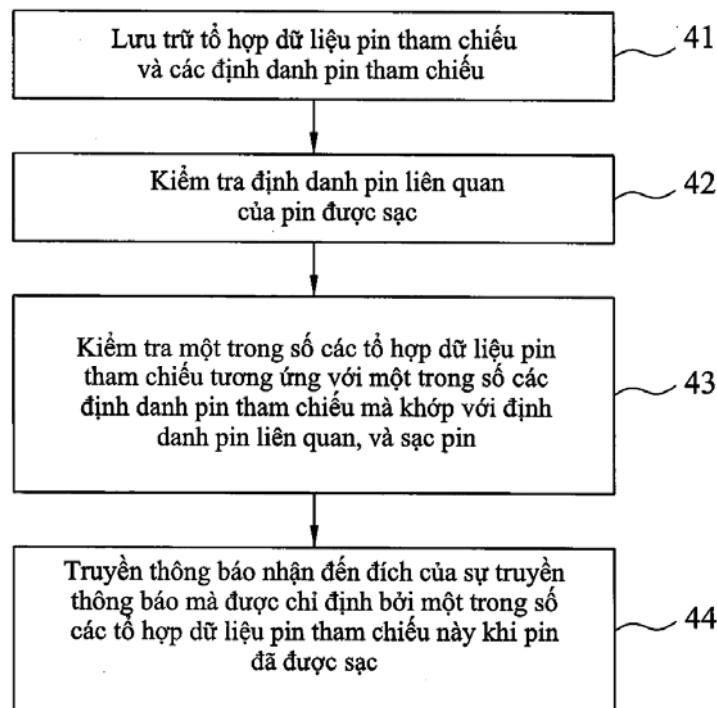 Lưu trữ tổ hợp dữ liệu pin tham chiếu
và các định danh pin tham chiếu
41
Kiểm tra định danh pin liên quan
của pin được sạc
42
Kiểm tra một trong số các tổ hợp dữ liệu pin
tham chiếu tương ứng với một trong số các
định danh pin tham chiếu mà khớp với định
danh pin liên quan, và sạc pin
43
Truyền thông báo nhận đến đích của sự truyền
thông báo mà được chỉ định bởi một trong số
các tổ hợp dữ liệu pin tham chiếu này khi pin
đã được sạc
44